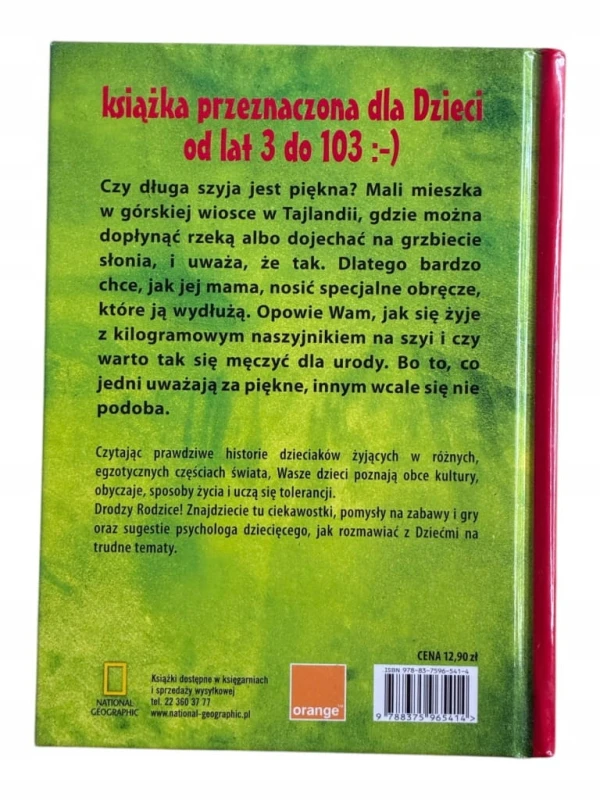 książka przeznaczona dla Dzieci
od lat 3 do 103 :-)
Czy długa szyja jest piękna? Mali mieszka
w górskiej wiosce w Tajlandii, gdzie można
dopłynąć rzeką albo dojechać na grzbiecie
słonia, i uważa, że tak. Dlatego bardzo
chce, jak jej mama, nosić specjalne obręcze,
które ją wydłużą. Opowie Wam, jak się żyje
z kilogramowym naszyjnikiem na szyi i czy
warto tak się męczyć dla urody. Bo to, co
jedni uważają za piękne, innym wcale się nie
podoba.
Czytając prawdziwe historie dzieciaków żyjących w różnych,
egzotycznych częściach świata, Wasze dzieci poznają obce kultury,
obyczaje, sposoby życia i uczą się tolerancji.
Drodzy Rodzice! Znajdziecie tu ciekawostki, pomysły na zabawy i gry
oraz sugestie psychologa dziecięcego, jak rozmawiać z Dziećmi na
trudne tematy.
CENA 12,90 zł
ISBN 978-83-7596-541-4
NATIONAL
GEOGRAPHIC
Książki dostępne w księgarniach
i sprzedaży wysyłkowej
tel. 22 360 37 77
www.national-geographic.pl
orange™
9 788375 965414 >